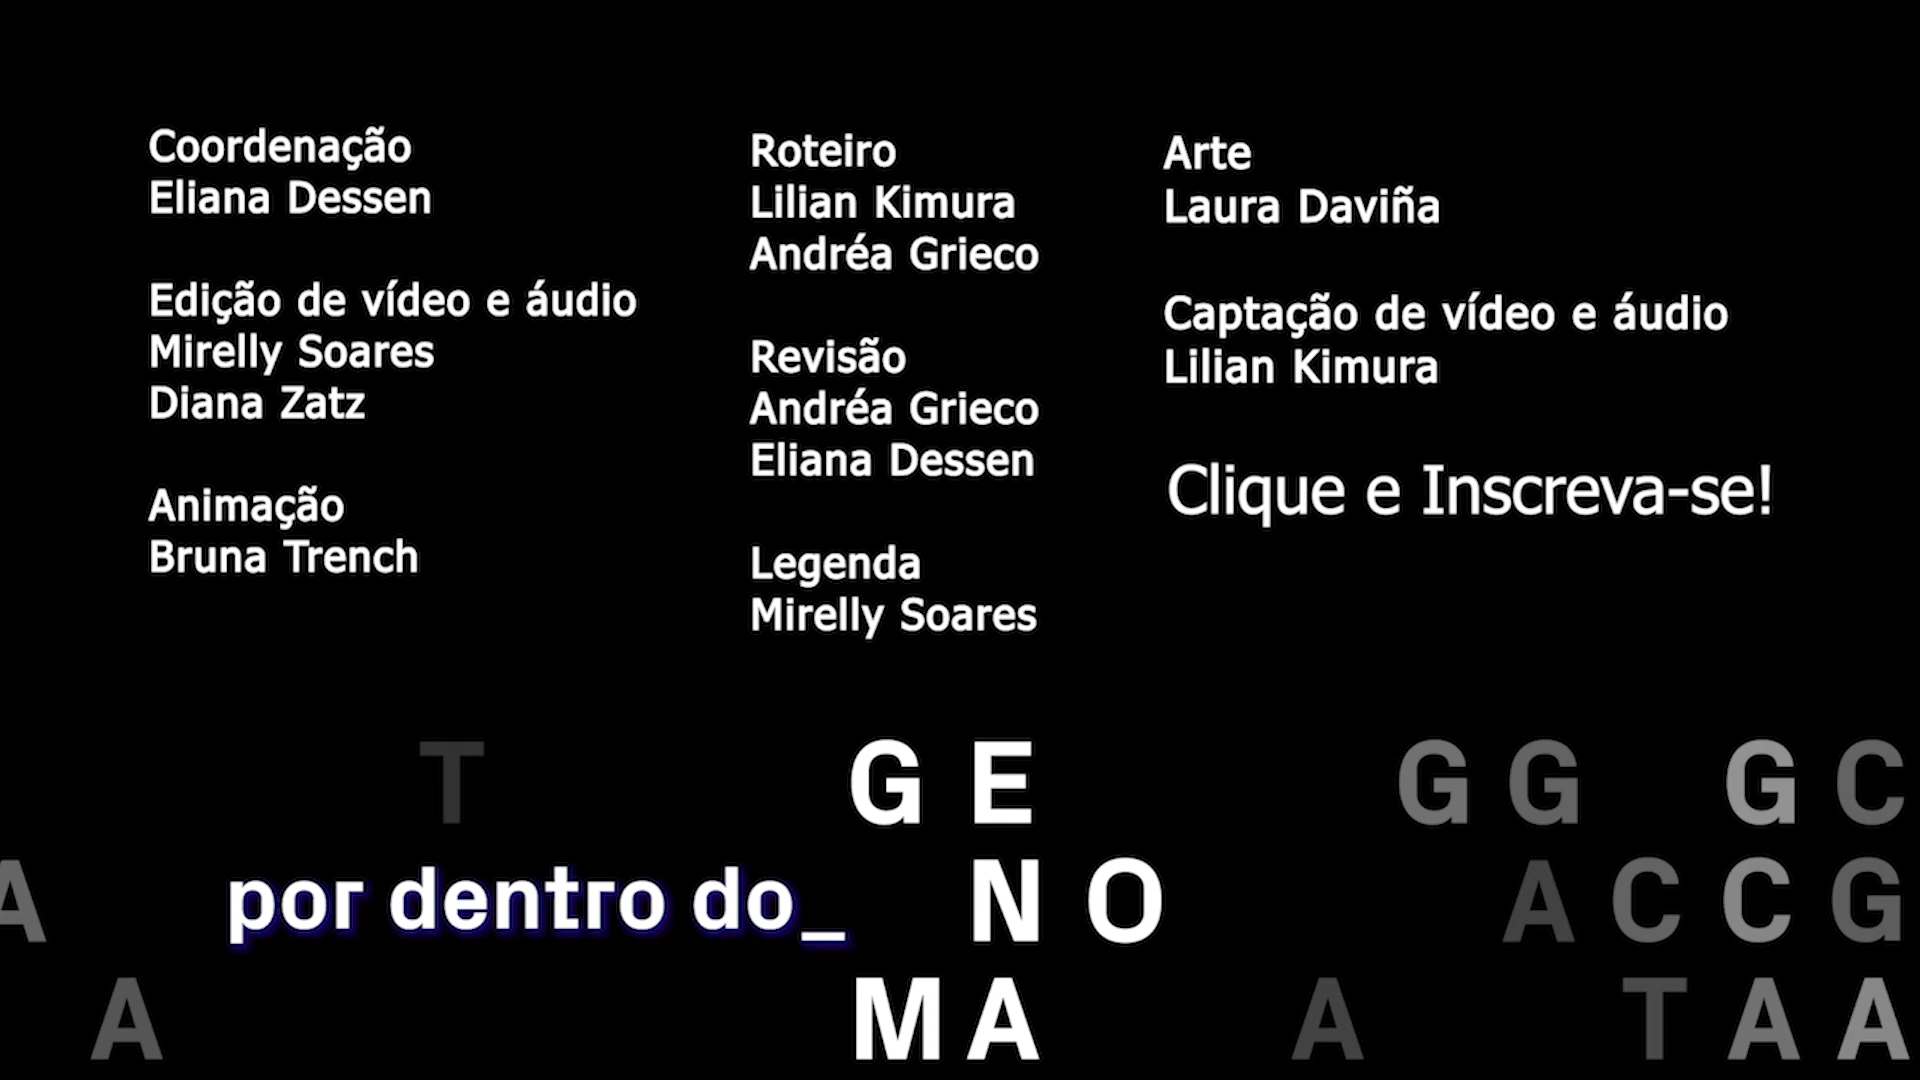 Coordenação
Eliana Dessen
Edição de vídeo e áudio
Mirelly Soares
Diana Zatz
Animação
Bruna Trench
Roteiro
Lilian Kimura
Andréa Grieco
Revisão
Andréa Grieco
Eliana Dessen
Legenda
Mirelly Soares
Arte
Laura Daviña
Captação de vídeo e áudio
Lilian Kimura
Clique e Inscreva-se!
T G E G G G C
A por dentro do_ N O A C C G
A M A A T A A